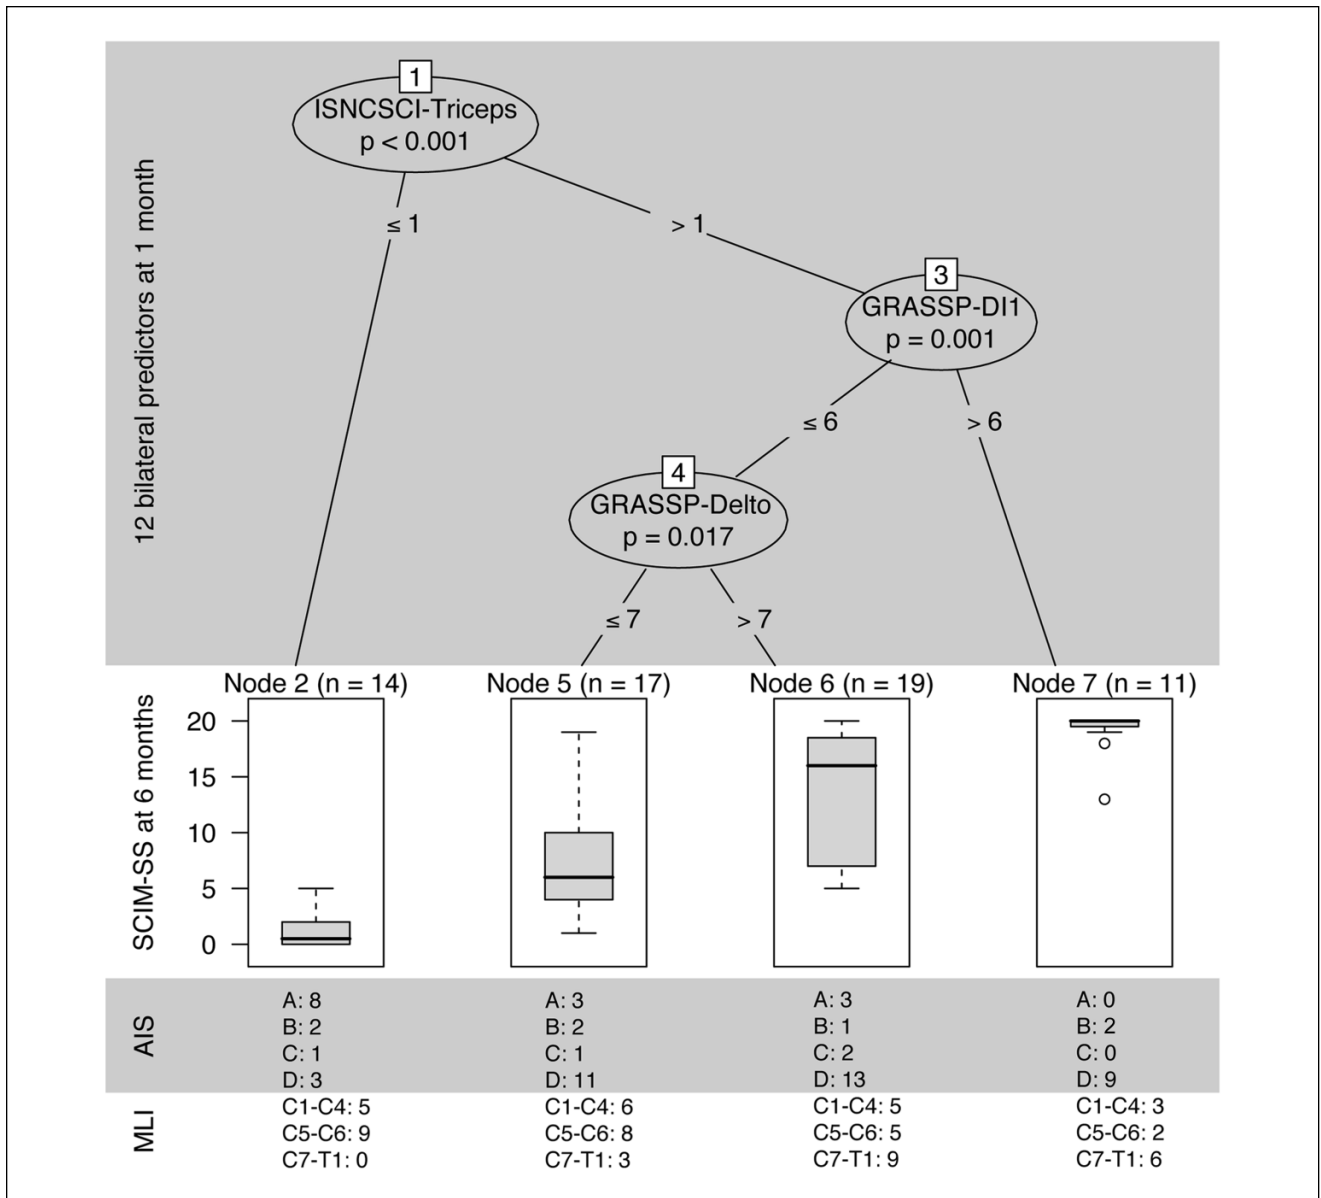 1
ISNCSCI-Triceps
p < 0.001
≤ 1
> 1
3
GRASSP-DI1
p = 0.001
≤ 6
> 6
4
GRASSP-Delto
p = 0.017
≤ 7
> 7
12 bilateral predictors at 1 month
Node 2 (n = 14)
Node 5 (n = 17)
Node 6 (n = 19)
Node 7 (n = 11)
SCIM-SS at 6 months
20
15
10
5
0
AIS
A: 8
B: 2
C: 1
D: 3
A: 3
B: 2
C: 1
D: 11
A: 3
B: 1
C: 2
D: 13
A: 0
B: 2
C: 0
D: 9
MLI
C1-C4: 5
C5-C6: 9
C7-T1: 0
C1-C4: 6
C5-C6: 8
C7-T1: 3
C1-C4: 5
C5-C6: 5
C7-T1: 9
C1-C4: 3
C5-C6: 2
C7-T1: 6